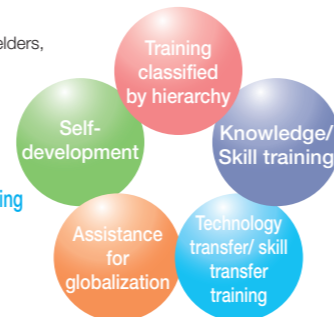 elders,
Training
classified
by hierarchy
Self-
development
Knowledge/
Skill training
ing
Assistance
for
globalization
Technology
transfer/ skill
transfer
training